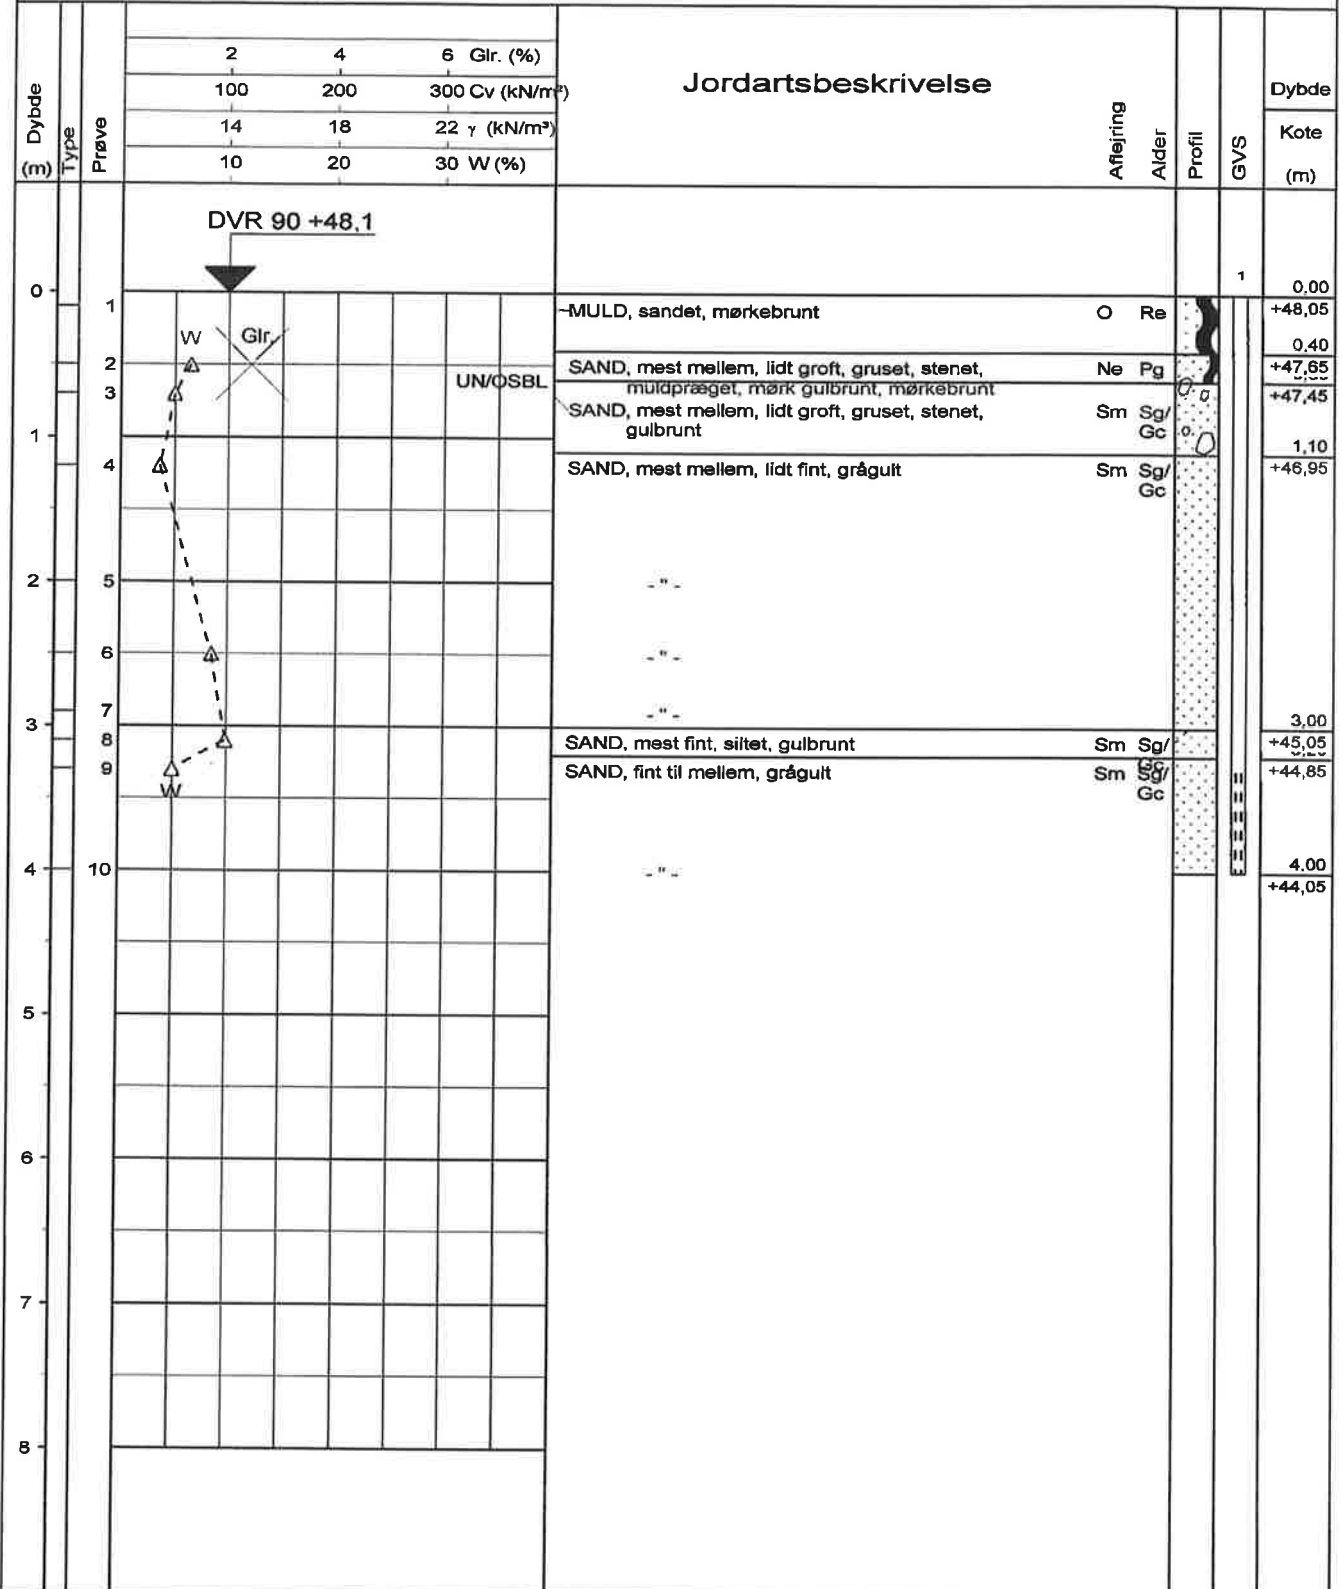 2 4 6 Glr. (%)
100 200 300 Cv (kN/m²)
14 18 22 γ (kN/m³)
10 20 30 W (%)
Dybde
(m)
Type
Prøve
Jordartsbeskrivelse
Aflejring
Alder
Profil
GVS
Dybde
Kote
(m)
DVR 90 +48,1
1
0 0,00
1 MULD, sandet, mørkebrunt O Re +48,05
W Glr. 0,40
2 SAND, mest mellem, lidt groft, gruset, stenet, Ne Pg +47,65
UN/OSBL muldpræget, mørk gulbrunt, mørkebrunt
3 +47,45
SAND, mest mellem, lidt groft, gruset, stenet, Sm Sg/
gulbrunt Gc
1 1,10
4 SAND, mest mellem, lidt fint, grågult Sm Sg/ +46,95
Gc
2 5 - " -
6 - " -
7 - " -
3 3,00
8 SAND, mest fint, siltet, gulbrunt Sm Sg/ +45,05
Gc
9 SAND, fint til mellem, grågult Sm Sg/ +44,85
W Gc
4 10 - " - 4,00
+44,05
5
6
7
8